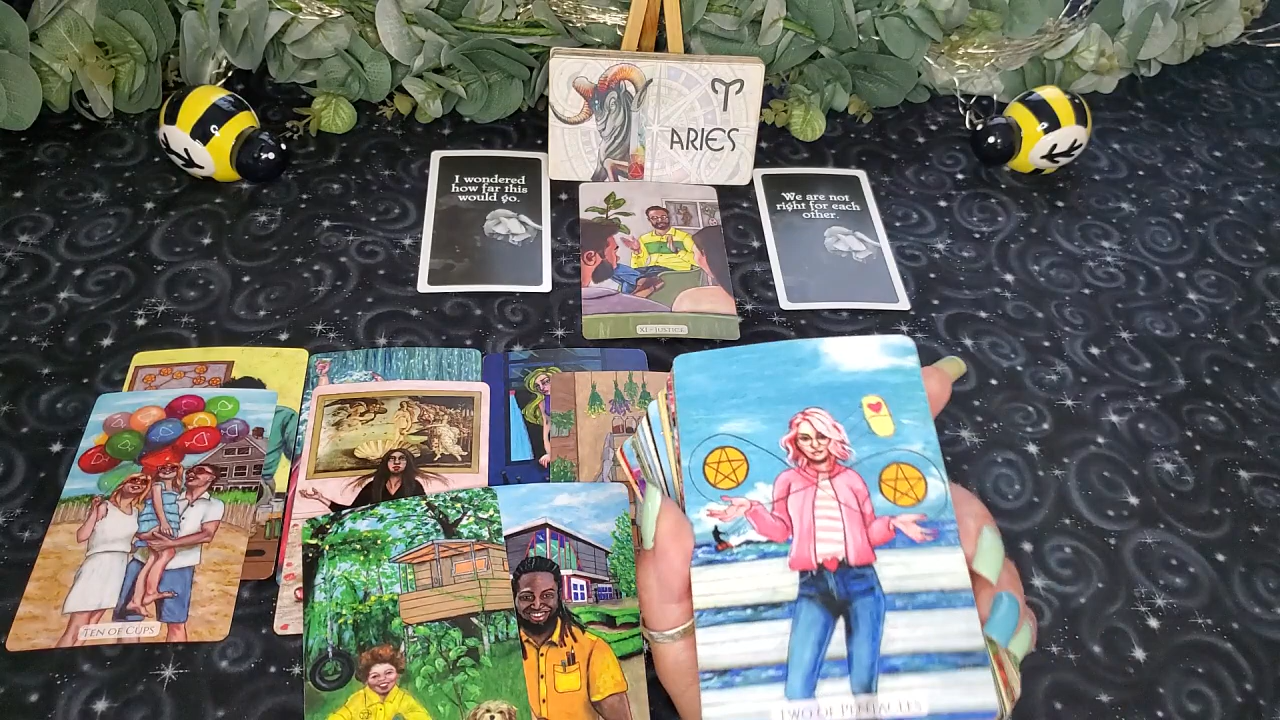 ♈
ARIES
I wondered
how far this
would go.
We are not
right for each
other.
XI - JUSTICE
TEN OF CUPS
TWO OF PENTACLES